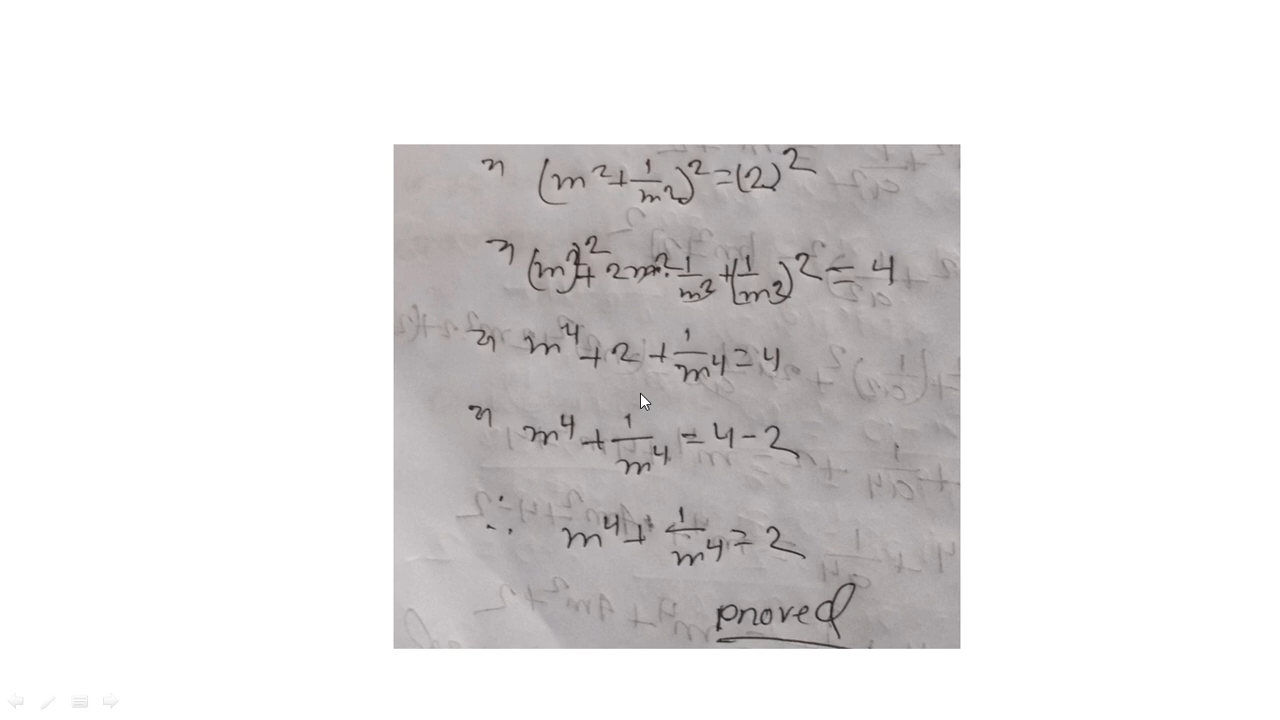 (m²+1/m²)²=(2)²
(m²)²+2m².1/m²+(1/m²)²=4
m⁴+2+1/m⁴=4
m⁴+1/m⁴=4-2
∴ m⁴+1/m⁴=2
proved